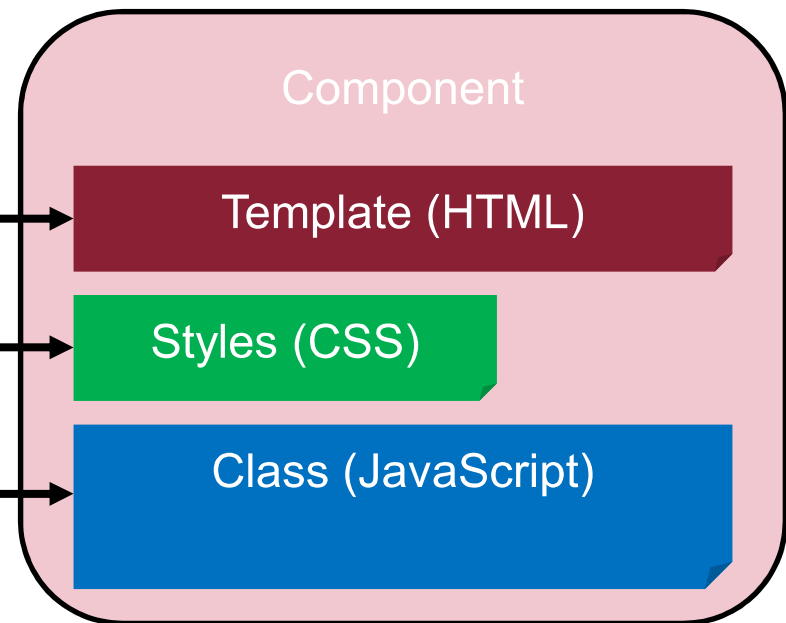 Component
Template (HTML)
Styles (CSS)
Class (JavaScript)